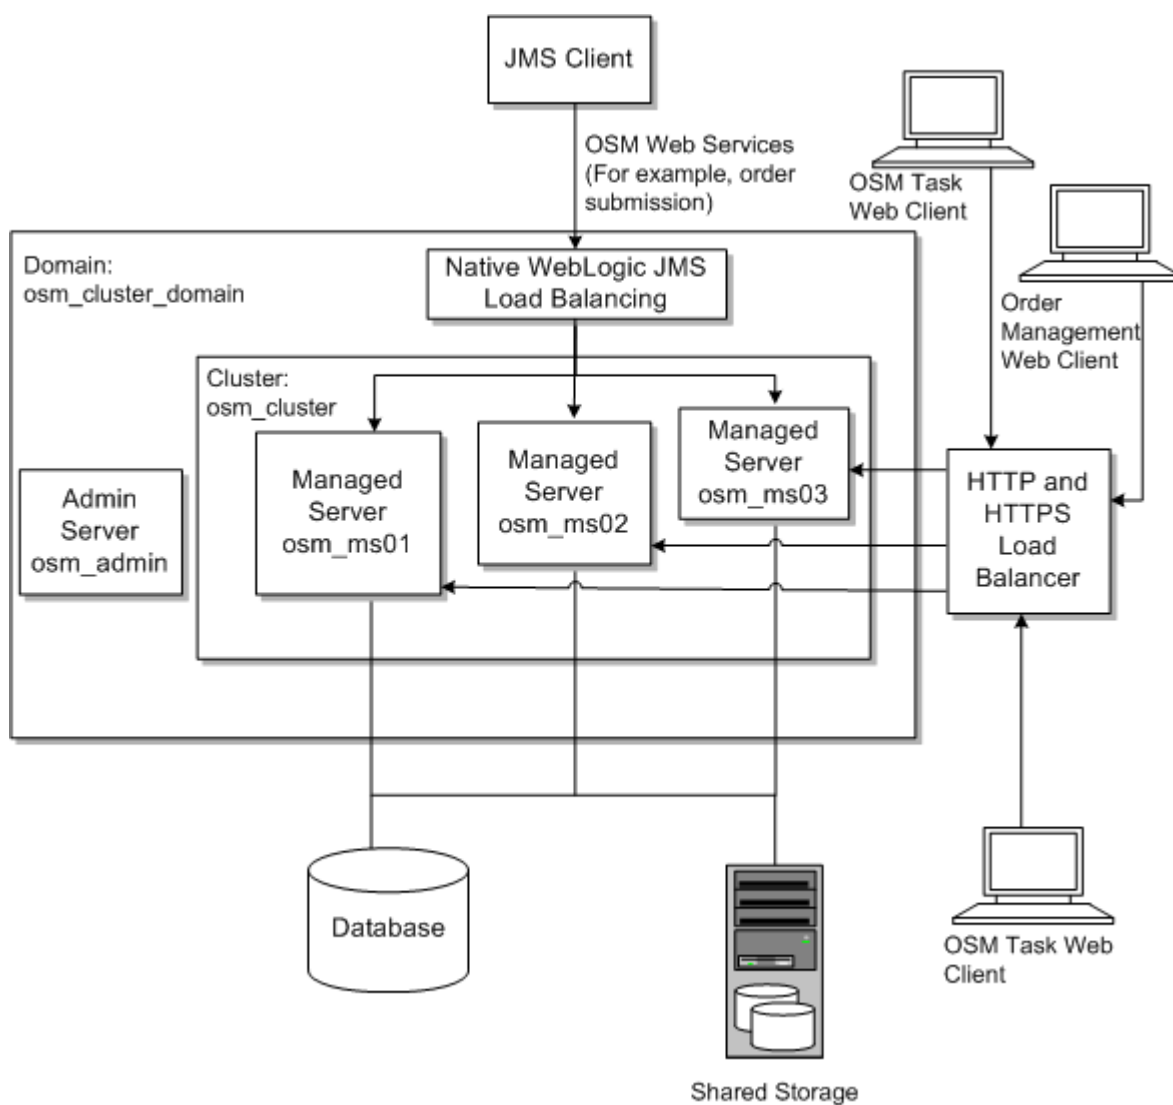 JMS Client
OSM Web Services
(For example, order
submission)
OSM Task
Web Client
Order
Management
Web Client
Domain:
osm_cluster_domain
Native WebLogic JMS
Load Balancing
Cluster:
osm_cluster
Admin
Server
osm_admin
Managed
Server
osm_ms01
Managed
Server
osm_ms02
Managed
Server
osm_ms03
HTTP and
HTTPS
Load
Balancer
Database
OSM Task Web
Client
Shared Storage